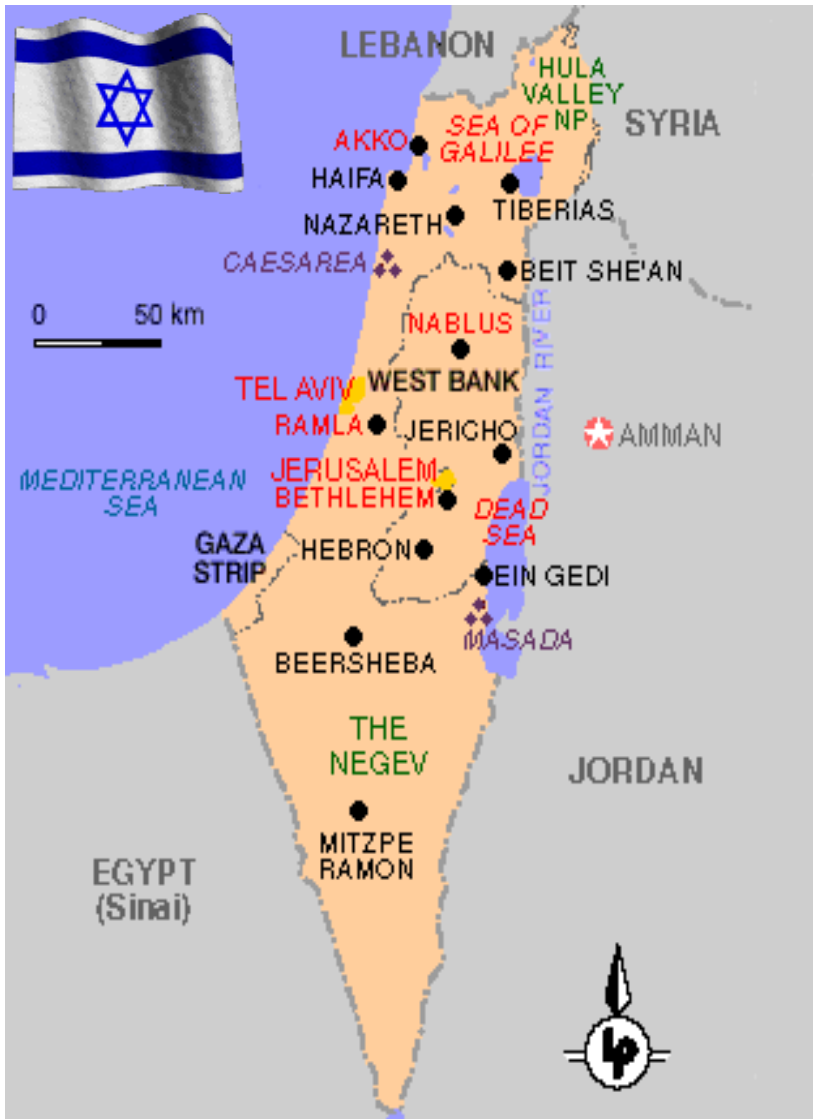 LEBANON
HULA
VALLEY
NP
SYRIA
SEA OF
GALILEE
AKKO
HAIFA
TIBERIAS
NAZARETH
CAESAREA
BEIT SHE'AN
0 50 km
NABLUS
JORDAN RIVER
WEST BANK
TEL AVIV
RAMLA
JERICHO
AMMAN
JERUSALEM
BETHLEHEM
MEDITERRANEAN
SEA
DEAD
SEA
GAZA
STRIP
HEBRON
EIN GEDI
MASADA
BEERSHEBA
THE
NEGEV
JORDAN
MITZPE
RAMON
EGYPT
(Sinai)
LP